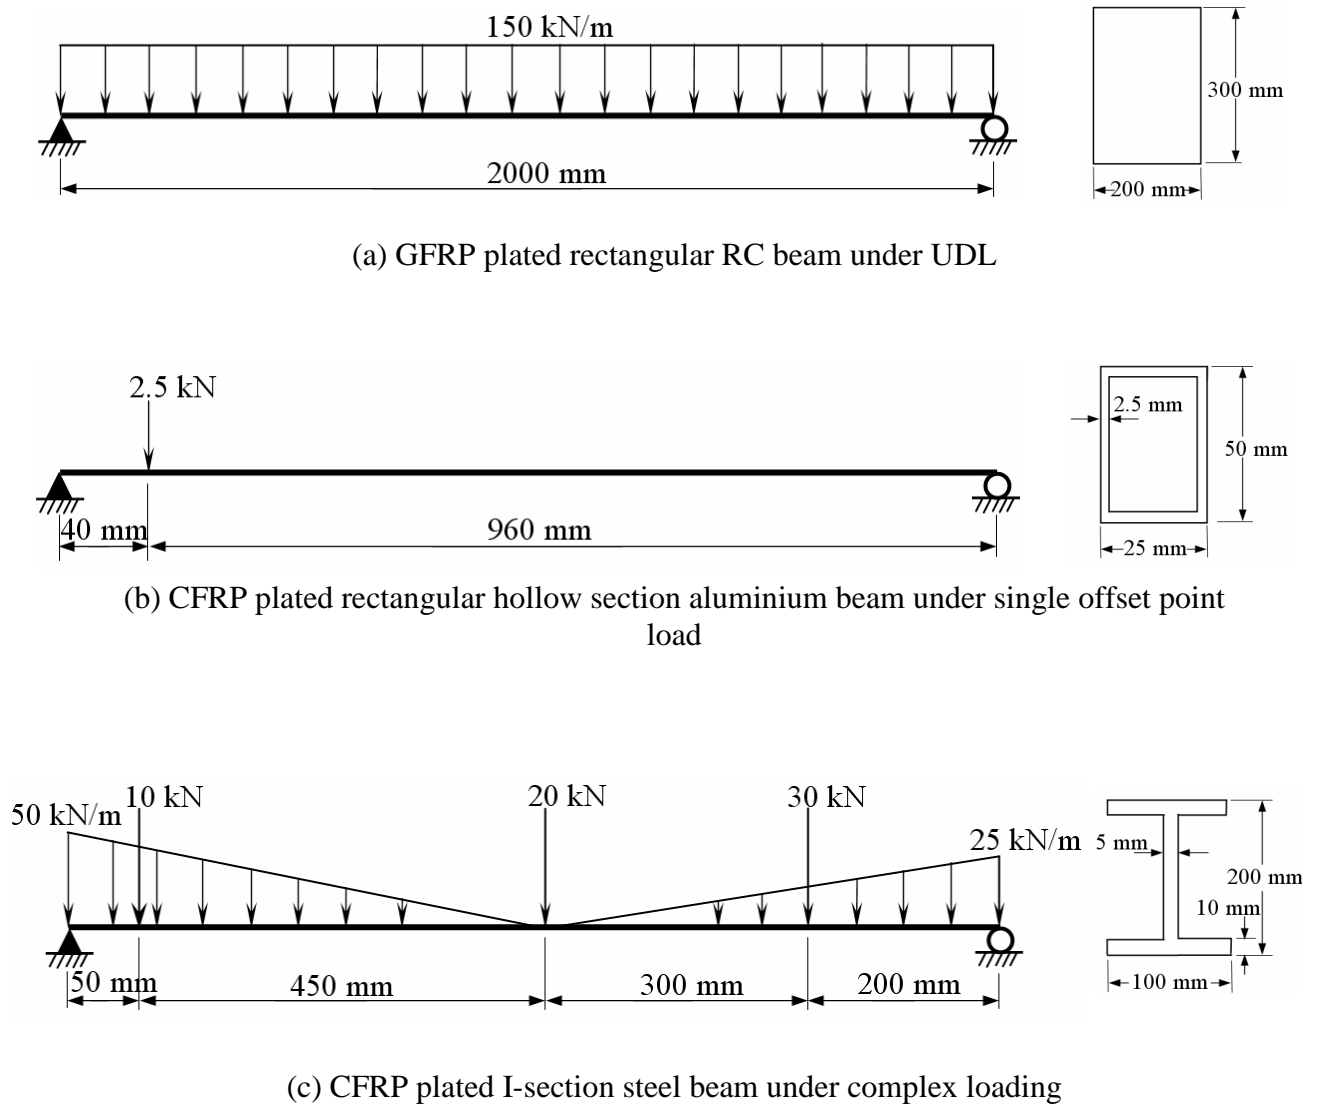 150 kN/m
300 mm
200 mm
2000 mm
(a) GFRP plated rectangular RC beam under UDL
2.5 kN
2.5 mm
50 mm
25 mm
40 mm
960 mm
(b) CFRP plated rectangular hollow section aluminium beam under single offset point
load
50 kN/m
10 kN
20 kN
30 kN
25 kN/m
5 mm
200 mm
10 mm
100 mm
50 mm
450 mm
300 mm
200 mm
(c) CFRP plated I-section steel beam under complex loading